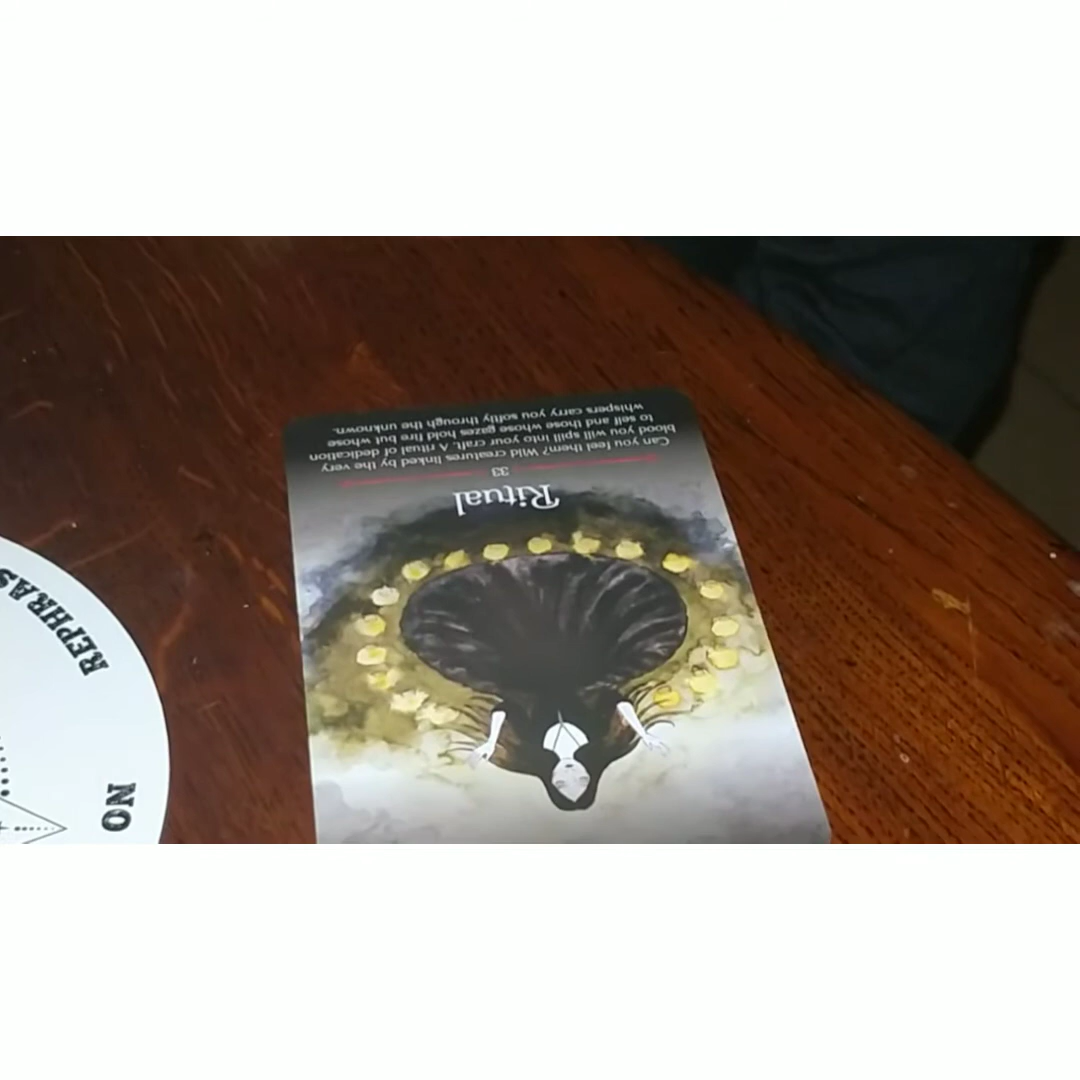 Ritual
33
Can you feel them? Wild creatures linked by the very
blood you will spill into your craft. A ritual of dedication
to self and those whose gazes hold fire but whose
whispers carry you softly through the unknown.
REPHRAS
NO